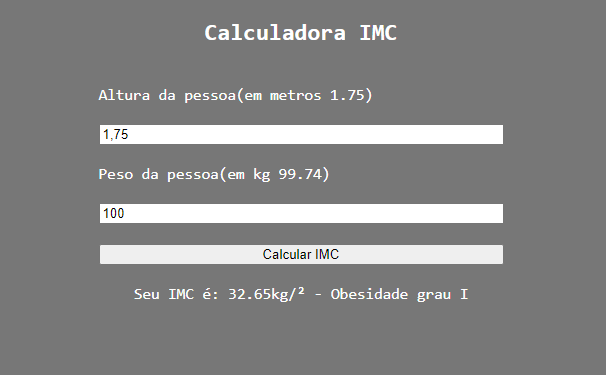 Calculadora IMC
Altura da pessoa(em metros 1.75)
1,75
Peso da pessoa(em kg 99.74)
100
Calcular IMC
Seu IMC é: 32.65kg/² - Obesidade grau I